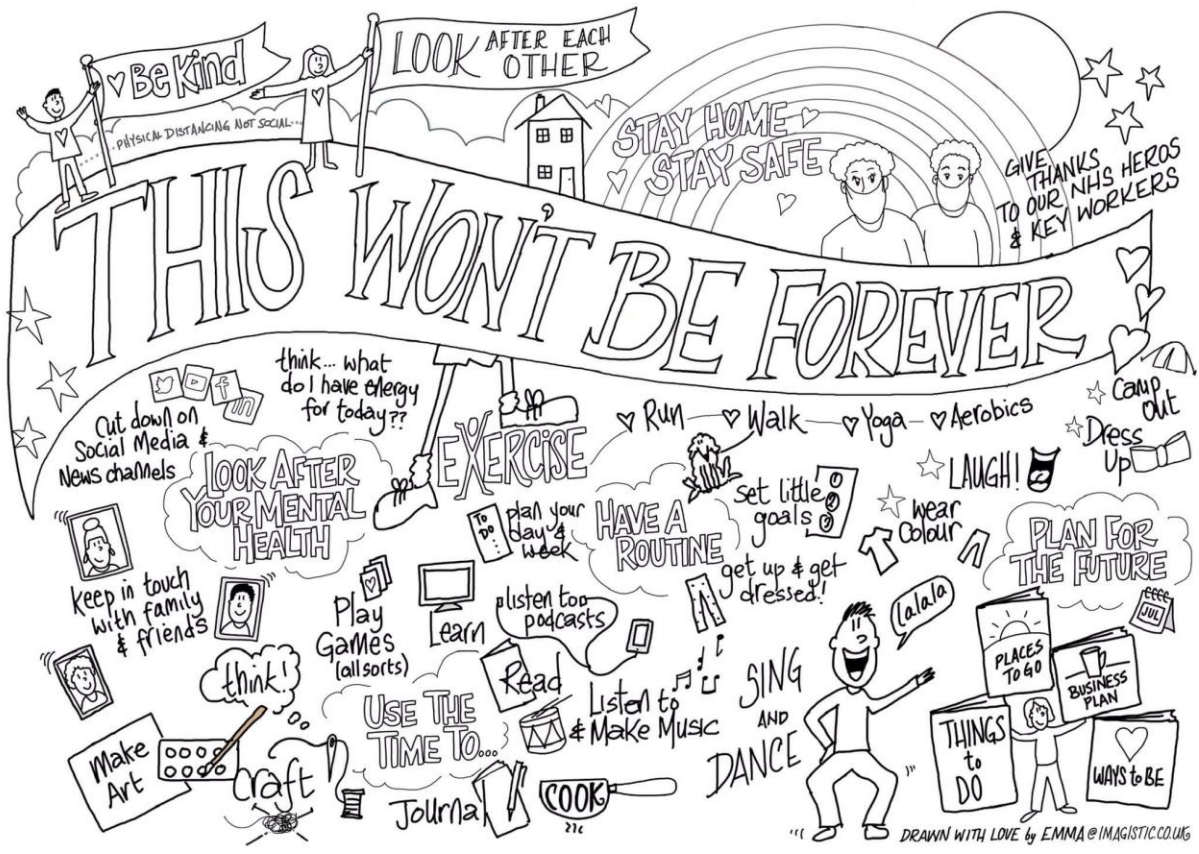 Be Kind
LOOK AFTER EACH
OTHER
..PHYSICAL DISTANCING NOT SOCIAL...
STAY HOME
STAY SAFE
GIVE
THANKS
TO OUR NHS HEROS
& KEY WORKERS
THIS WON'T BE FOREVER
think... what
do I have energy
for today??
Cut down on
Social Media &
News channels
f
in
LOOK AFTER
YOUR MENTAL
HEALTH
EXERCISE
Run
Walk
Yoga
Aerobics
Camp
Out
Dress
Up
LAUGH!
wear
Colour
set little
goals
1
2
3
TO
DO...
plan your
day &
week
HAVE A
ROUTINE
get up & get
dressed!
PLAN FOR
THE FUTURE
JUL
keep in touch
with family
& friends
Play
Games
(all sorts)
Learn
listen too
podcasts
lalala
think!
Read
Listen to
& Make Music
USE THE
TIME TO...
SING
AND
DANCE
PLACES
TO GO
BUSINESS
PLAN
THINGS
to
DO
WAYS to BE
Make
Art
Craft
Journal
COOK
DRAWN WITH LOVE by EMMA@IMAGISTIC.CO.UK